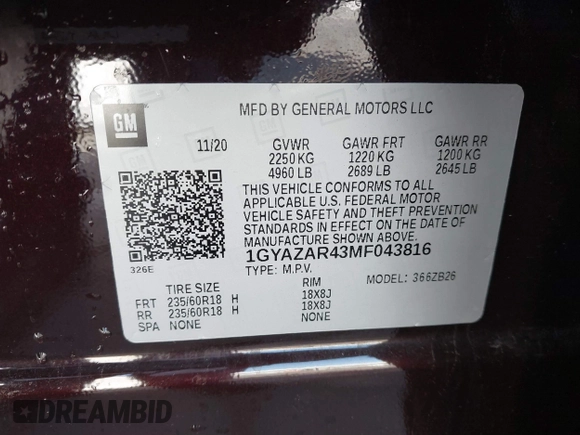 GM
MFD BY GENERAL MOTORS LLC
11/20 GVWR GAWR FRT GAWR RR
2250 KG 1220 KG 1200 KG
4960 LB 2689 LB 2645 LB
THIS VEHICLE CONFORMS TO ALL
APPLICABLE U.S. FEDERAL MOTOR
VEHICLE SAFETY AND THEFT PREVENTION
STANDARDS IN EFFECT ON THE DATE OF
MANUFACTURE SHOWN ABOVE.
326E
1GYAZAR43MF043816
TYPE: M.P.V. MODEL: 366ZB26
TIRE SIZE RIM
FRT 235/60R18 H 18X8J
RR 235/60R18 H 18X8J
SPA NONE NONE
DREAMBID